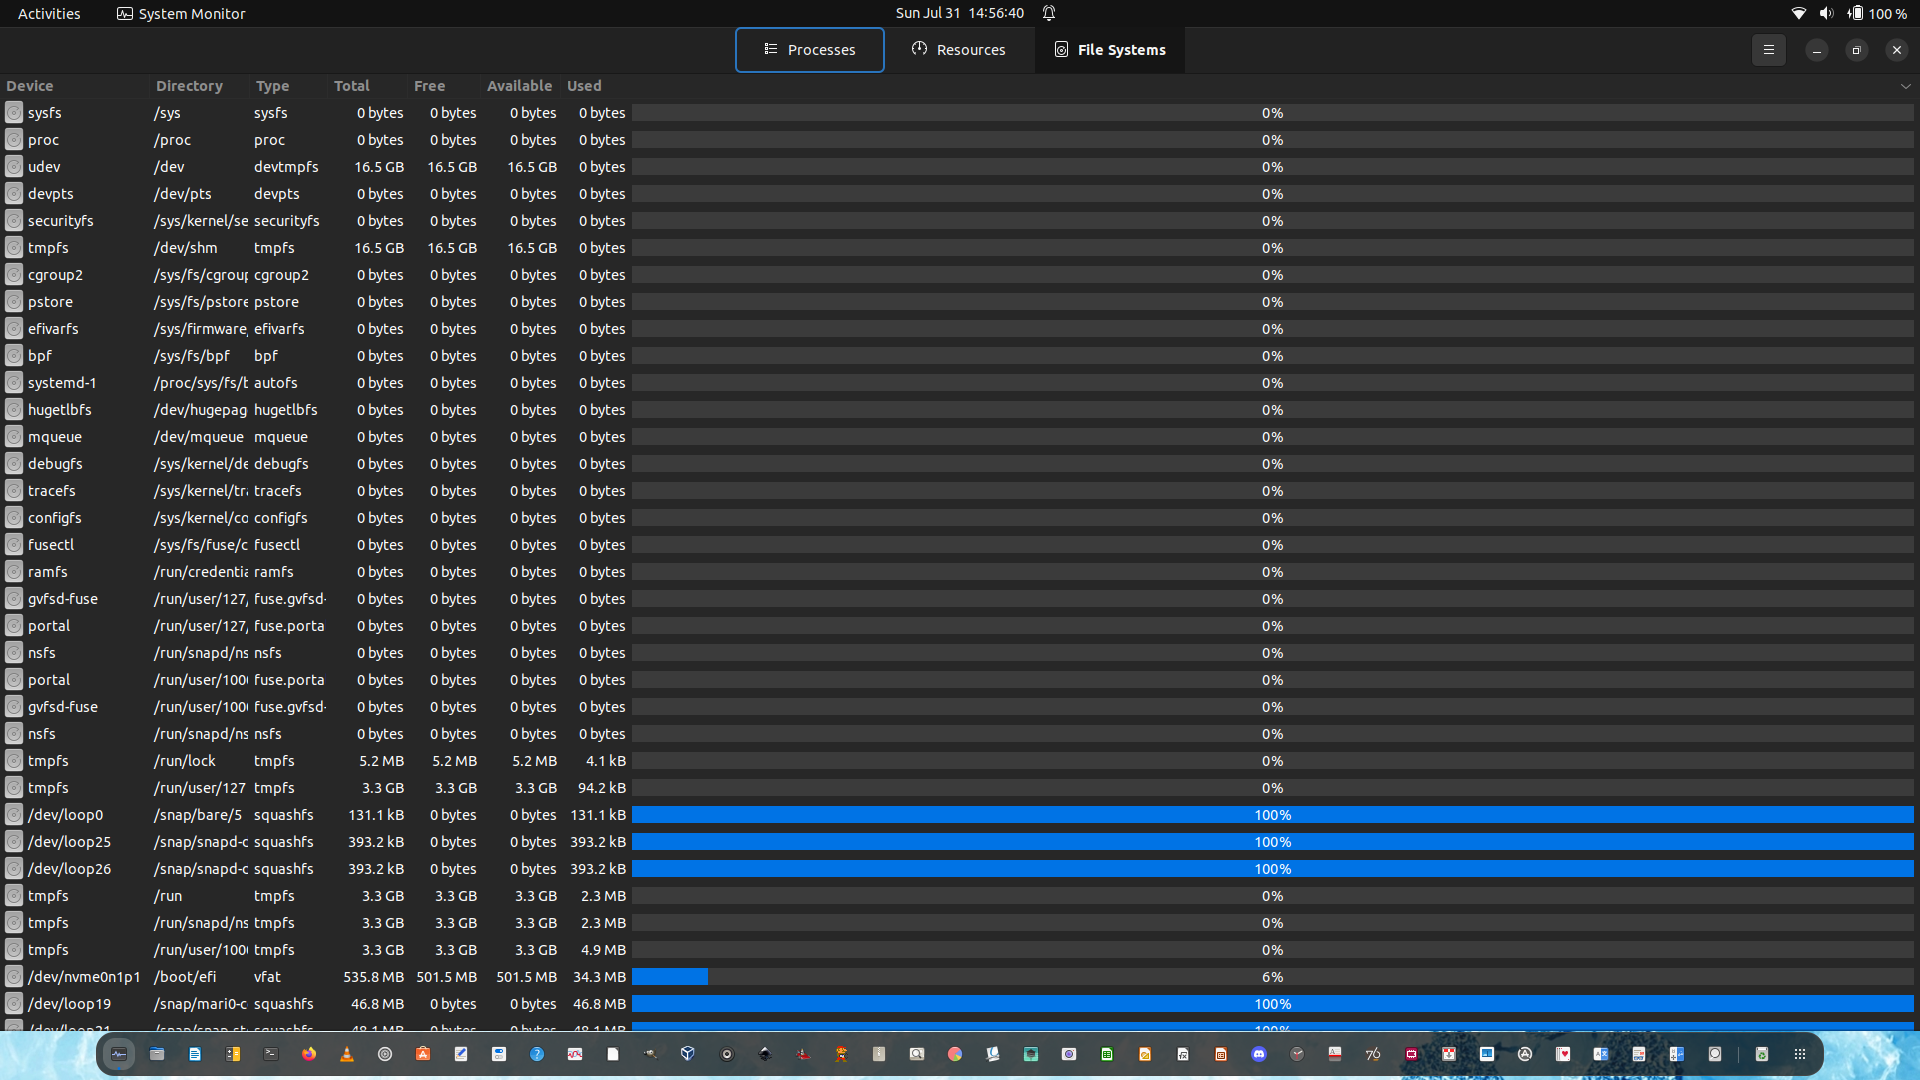 Activities System Monitor Sun Jul 31 14:56:40 100 %
Processes Resources File Systems
Device Directory Type Total Free Available Used
sysfs /sys sysfs 0 bytes 0 bytes 0 bytes 0 bytes 0%
proc /proc proc 0 bytes 0 bytes 0 bytes 0 bytes 0%
udev /dev devtmpfs 16.5 GB 16.5 GB 16.5 GB 0 bytes 0%
devpts /dev/pts devpts 0 bytes 0 bytes 0 bytes 0 bytes 0%
securityfs /sys/kernel/se securityfs 0 bytes 0 bytes 0 bytes 0 bytes 0%
tmpfs /dev/shm tmpfs 16.5 GB 16.5 GB 16.5 GB 0 bytes 0%
cgroup2 /sys/fs/cgroup cgroup2 0 bytes 0 bytes 0 bytes 0 bytes 0%
pstore /sys/fs/pstore pstore 0 bytes 0 bytes 0 bytes 0 bytes 0%
efivarfs /sys/firmware/ efivarfs 0 bytes 0 bytes 0 bytes 0 bytes 0%
bpf /sys/fs/bpf bpf 0 bytes 0 bytes 0 bytes 0 bytes 0%
systemd-1 /proc/sys/fs/b autofs 0 bytes 0 bytes 0 bytes 0 bytes 0%
hugetlbfs /dev/hugepag hugetlbfs 0 bytes 0 bytes 0 bytes 0 bytes 0%
mqueue /dev/mqueue mqueue 0 bytes 0 bytes 0 bytes 0 bytes 0%
debugfs /sys/kernel/de debugfs 0 bytes 0 bytes 0 bytes 0 bytes 0%
tracefs /sys/kernel/tra tracefs 0 bytes 0 bytes 0 bytes 0 bytes 0%
configfs /sys/kernel/co configfs 0 bytes 0 bytes 0 bytes 0 bytes 0%
fusectl /sys/fs/fuse/c fusectl 0 bytes 0 bytes 0 bytes 0 bytes 0%
ramfs /run/credentia ramfs 0 bytes 0 bytes 0 bytes 0 bytes 0%
gvfsd-fuse /run/user/127/ fuse.gvfsd- 0 bytes 0 bytes 0 bytes 0 bytes 0%
portal /run/user/127/ fuse.porta 0 bytes 0 bytes 0 bytes 0 bytes 0%
nsfs /run/snapd/ns nsfs 0 bytes 0 bytes 0 bytes 0 bytes 0%
portal /run/user/100 fuse.porta 0 bytes 0 bytes 0 bytes 0 bytes 0%
gvfsd-fuse /run/user/100 fuse.gvfsd- 0 bytes 0 bytes 0 bytes 0 bytes 0%
nsfs /run/snapd/ns nsfs 0 bytes 0 bytes 0 bytes 0 bytes 0%
tmpfs /run/lock tmpfs 5.2 MB 5.2 MB 5.2 MB 4.1 kB 0%
tmpfs /run/user/127 tmpfs 3.3 GB 3.3 GB 3.3 GB 94.2 kB 0%
/dev/loop0 /snap/bare/5 squashfs 131.1 kB 0 bytes 0 bytes 131.1 kB 100%
/dev/loop25 /snap/snapd-c squashfs 393.2 kB 0 bytes 0 bytes 393.2 kB 100%
/dev/loop26 /snap/snapd-c squashfs 393.2 kB 0 bytes 0 bytes 393.2 kB 100%
tmpfs /run tmpfs 3.3 GB 3.3 GB 3.3 GB 2.3 MB 0%
tmpfs /run/snapd/ns tmpfs 3.3 GB 3.3 GB 3.3 GB 2.3 MB 0%
tmpfs /run/user/100 tmpfs 3.3 GB 3.3 GB 3.3 GB 4.9 MB 0%
/dev/nvme0n1p1 /boot/efi vfat 535.8 MB 501.5 MB 501.5 MB 34.3 MB 6%
/dev/loop19 /snap/mari0-c squashfs 46.8 MB 0 bytes 0 bytes 46.8 MB 100%
/dev/loop21 /snap/snap-st squashfs 48.1 MB 0 bytes 0 bytes 48.1 MB 100%